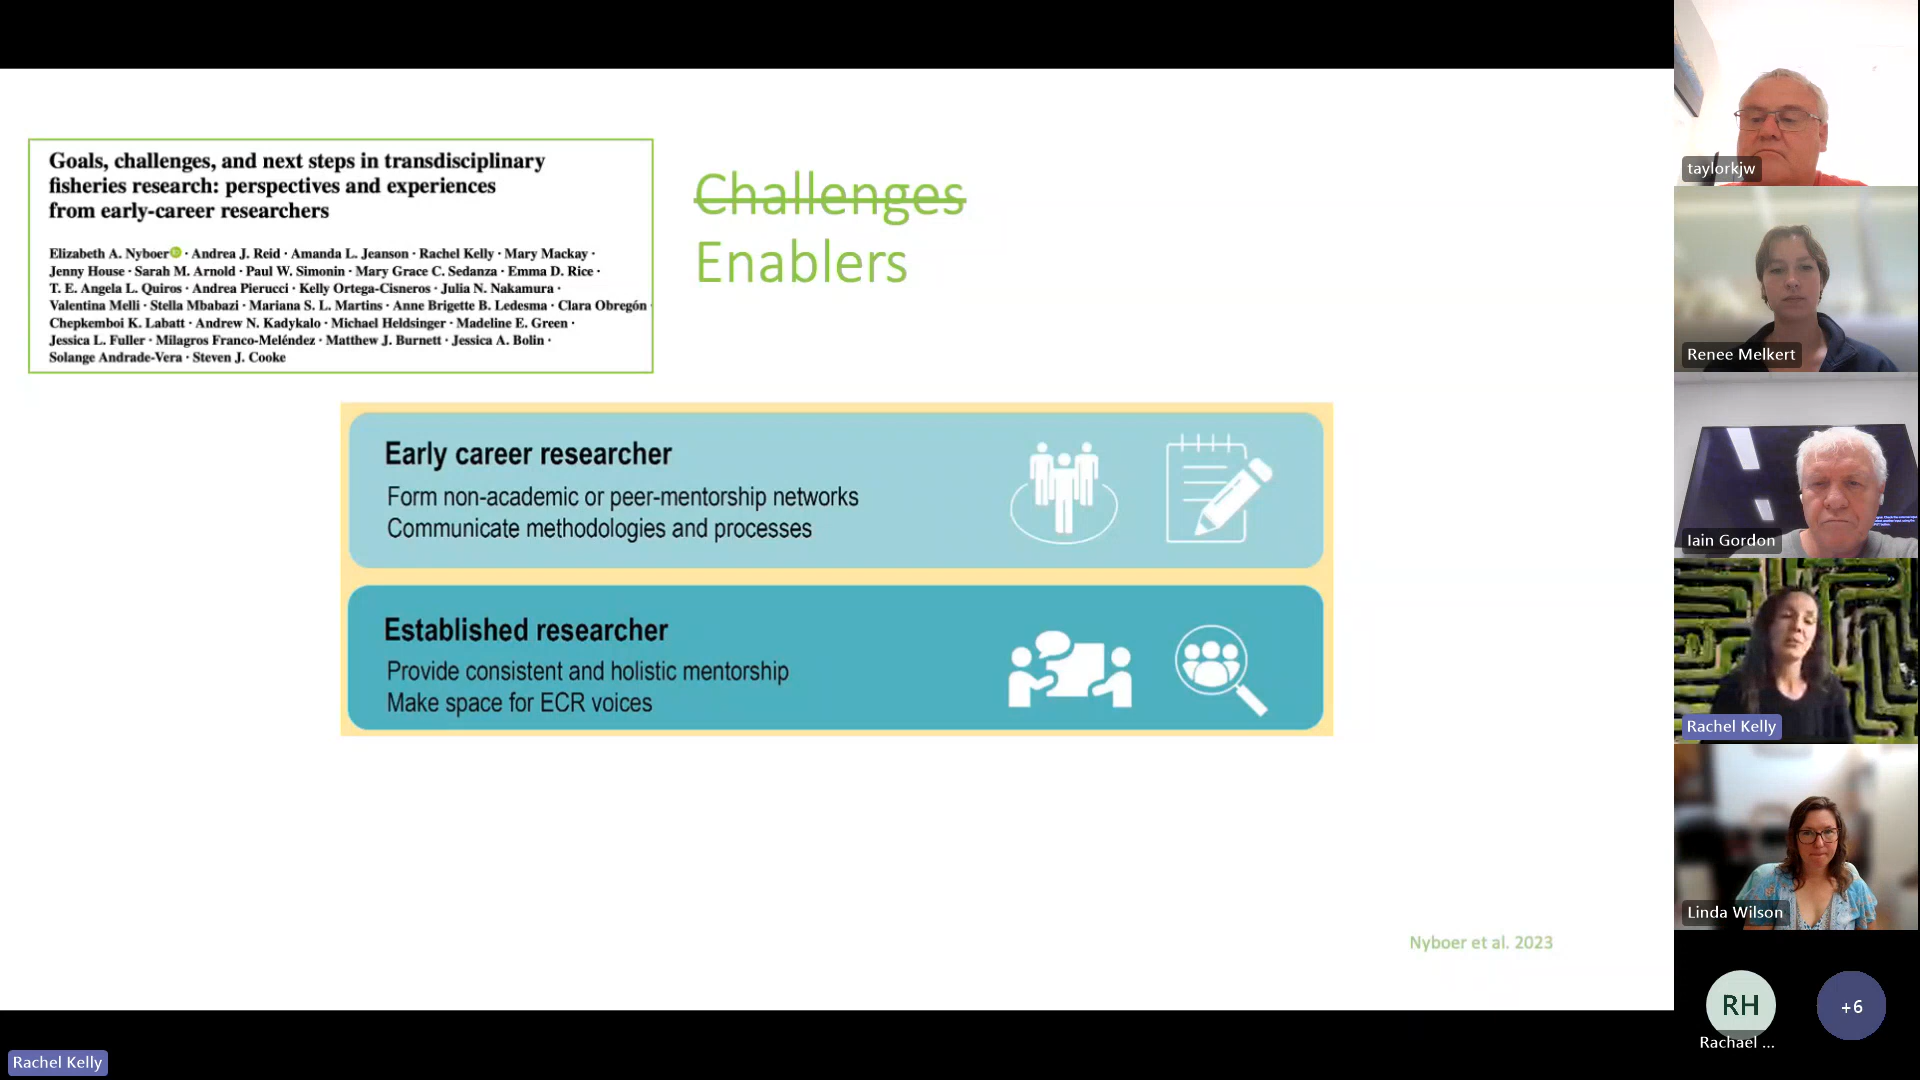 Goals, challenges, and next steps in transdisciplinary
fisheries research: perspectives and experiences
from early-career researchers
Elizabeth A. Nyboer · Andrea J. Reid · Amanda L. Jeanson · Rachel Kelly · Mary Mackay ·
Jenny House · Sarah M. Arnold · Paul W. Simonin · Mary Grace C. Sedanza · Emma D. Rice ·
T. E. Angela L. Quiros · Andrea Pierucci · Kelly Ortega-Cisneros · Julia N. Nakamura ·
Valentina Melli · Stella Mbabazi · Mariana S. L. Martins · Anne Brigette B. Ledesma · Clara Obregón ·
Chepkemboi K. Labatt · Andrew N. Kadykalo · Michael Heldsinger · Madeline E. Green ·
Jessica L. Fuller · Milagros Franco-Meléndez · Matthew J. Burnett · Jessica A. Bolin ·
Solange Andrade-Vera · Steven J. Cooke
Challenges
Enablers
Early career researcher
Form non-academic or peer-mentorship networks
Communicate methodologies and processes
Established researcher
Provide consistent and holistic mentorship
Make space for ECR voices
Nyboer et al. 2023
Rachel Kelly
taylorkjw
Renee Melkert
Iain Gordon
Rachel Kelly
Linda Wilson
RH
Rachael ...
+6